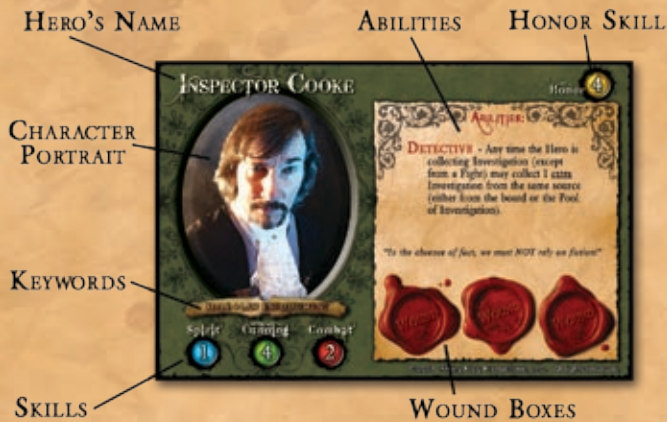 Hero's Name
Abilities
Honor Skill
Inspector Cooke
Honor 4
Character
Portrait
Abilities:
Detective - Any time the Hero is
collecting Investigation (except
from a Fight) may collect 1 extra
Investigation from the same source
(either from the board or the Pool
of Investigation).
"In the absence of fact, we must NOT rely on fiction"
Keywords
Spirit Cunning Combat
1 4 2
Wound Wound Wound
Skills
Wound Boxes